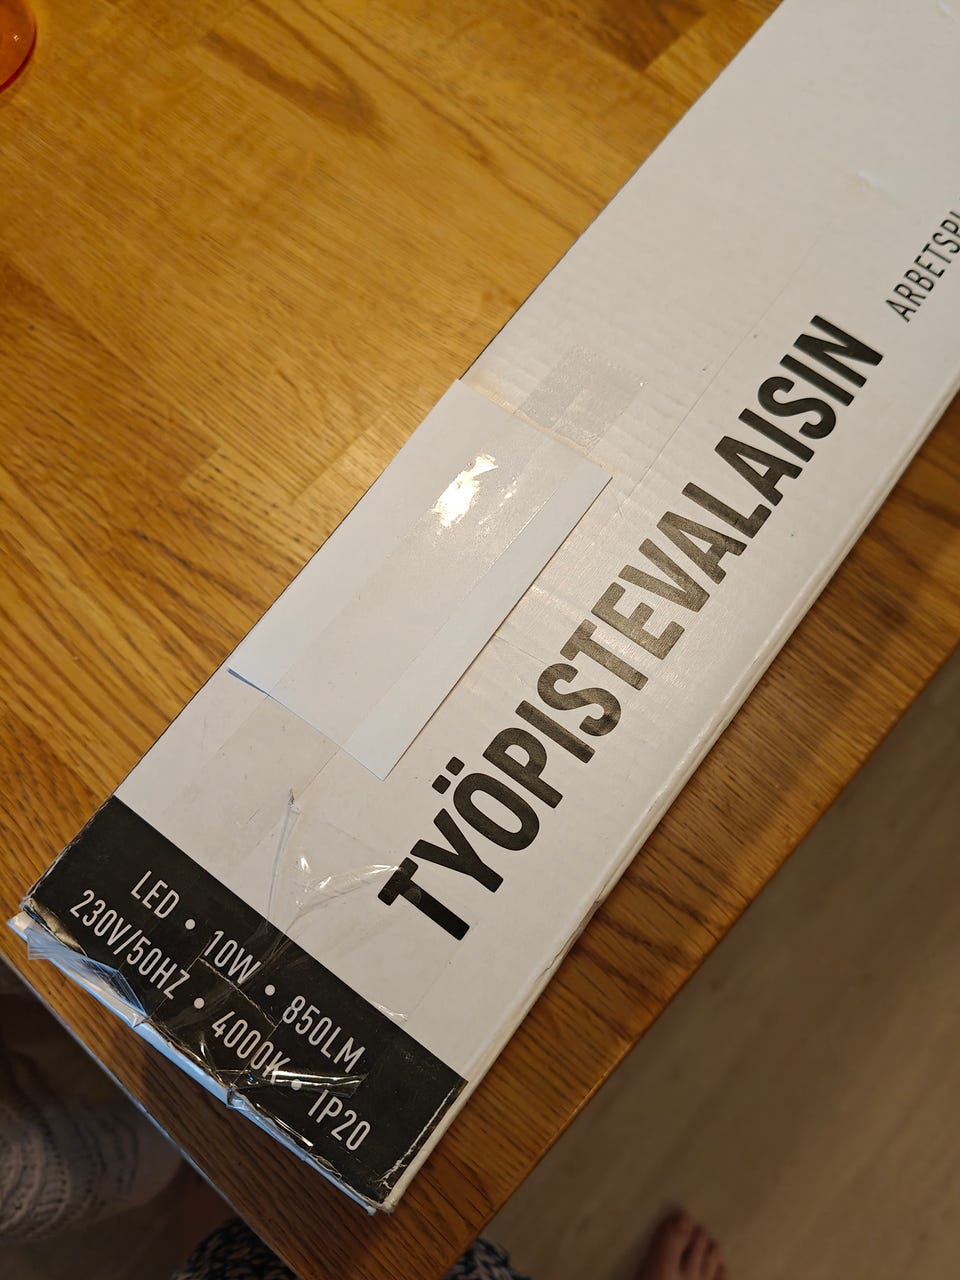 TYÖPISTEVALAISIN
LED • 10W • 850LM
230V/50HZ • 4000K • IP20